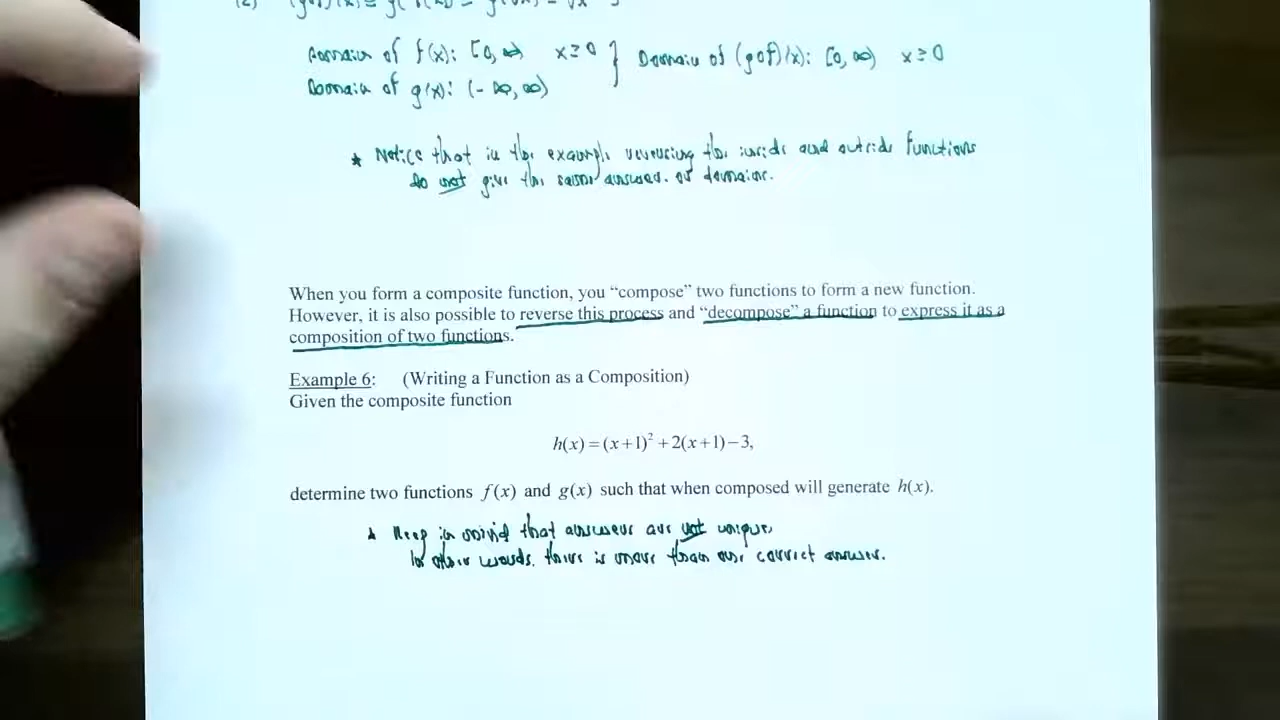 Domain of f(x): [0, ∞) x ≥ 0 } Domain of (gof)(x): [0, ∞) x ≥ 0
Domain of g(x): (-∞, ∞)
* Notice that in the example reversing the inside and outside functions
do not give the same answer. or domains.
When you form a composite function, you “compose” two functions to form a new function.
However, it is also possible to reverse this process and “decompose” a function to express it as a
composition of two functions.
Example 6: (Writing a Function as a Composition)
Given the composite function
h(x) = (x+1)² + 2(x+1) − 3,
determine two functions f(x) and g(x) such that when composed will generate h(x).
* Keep in mind that answers are not unique,
In other words, there is more than one correct answer.